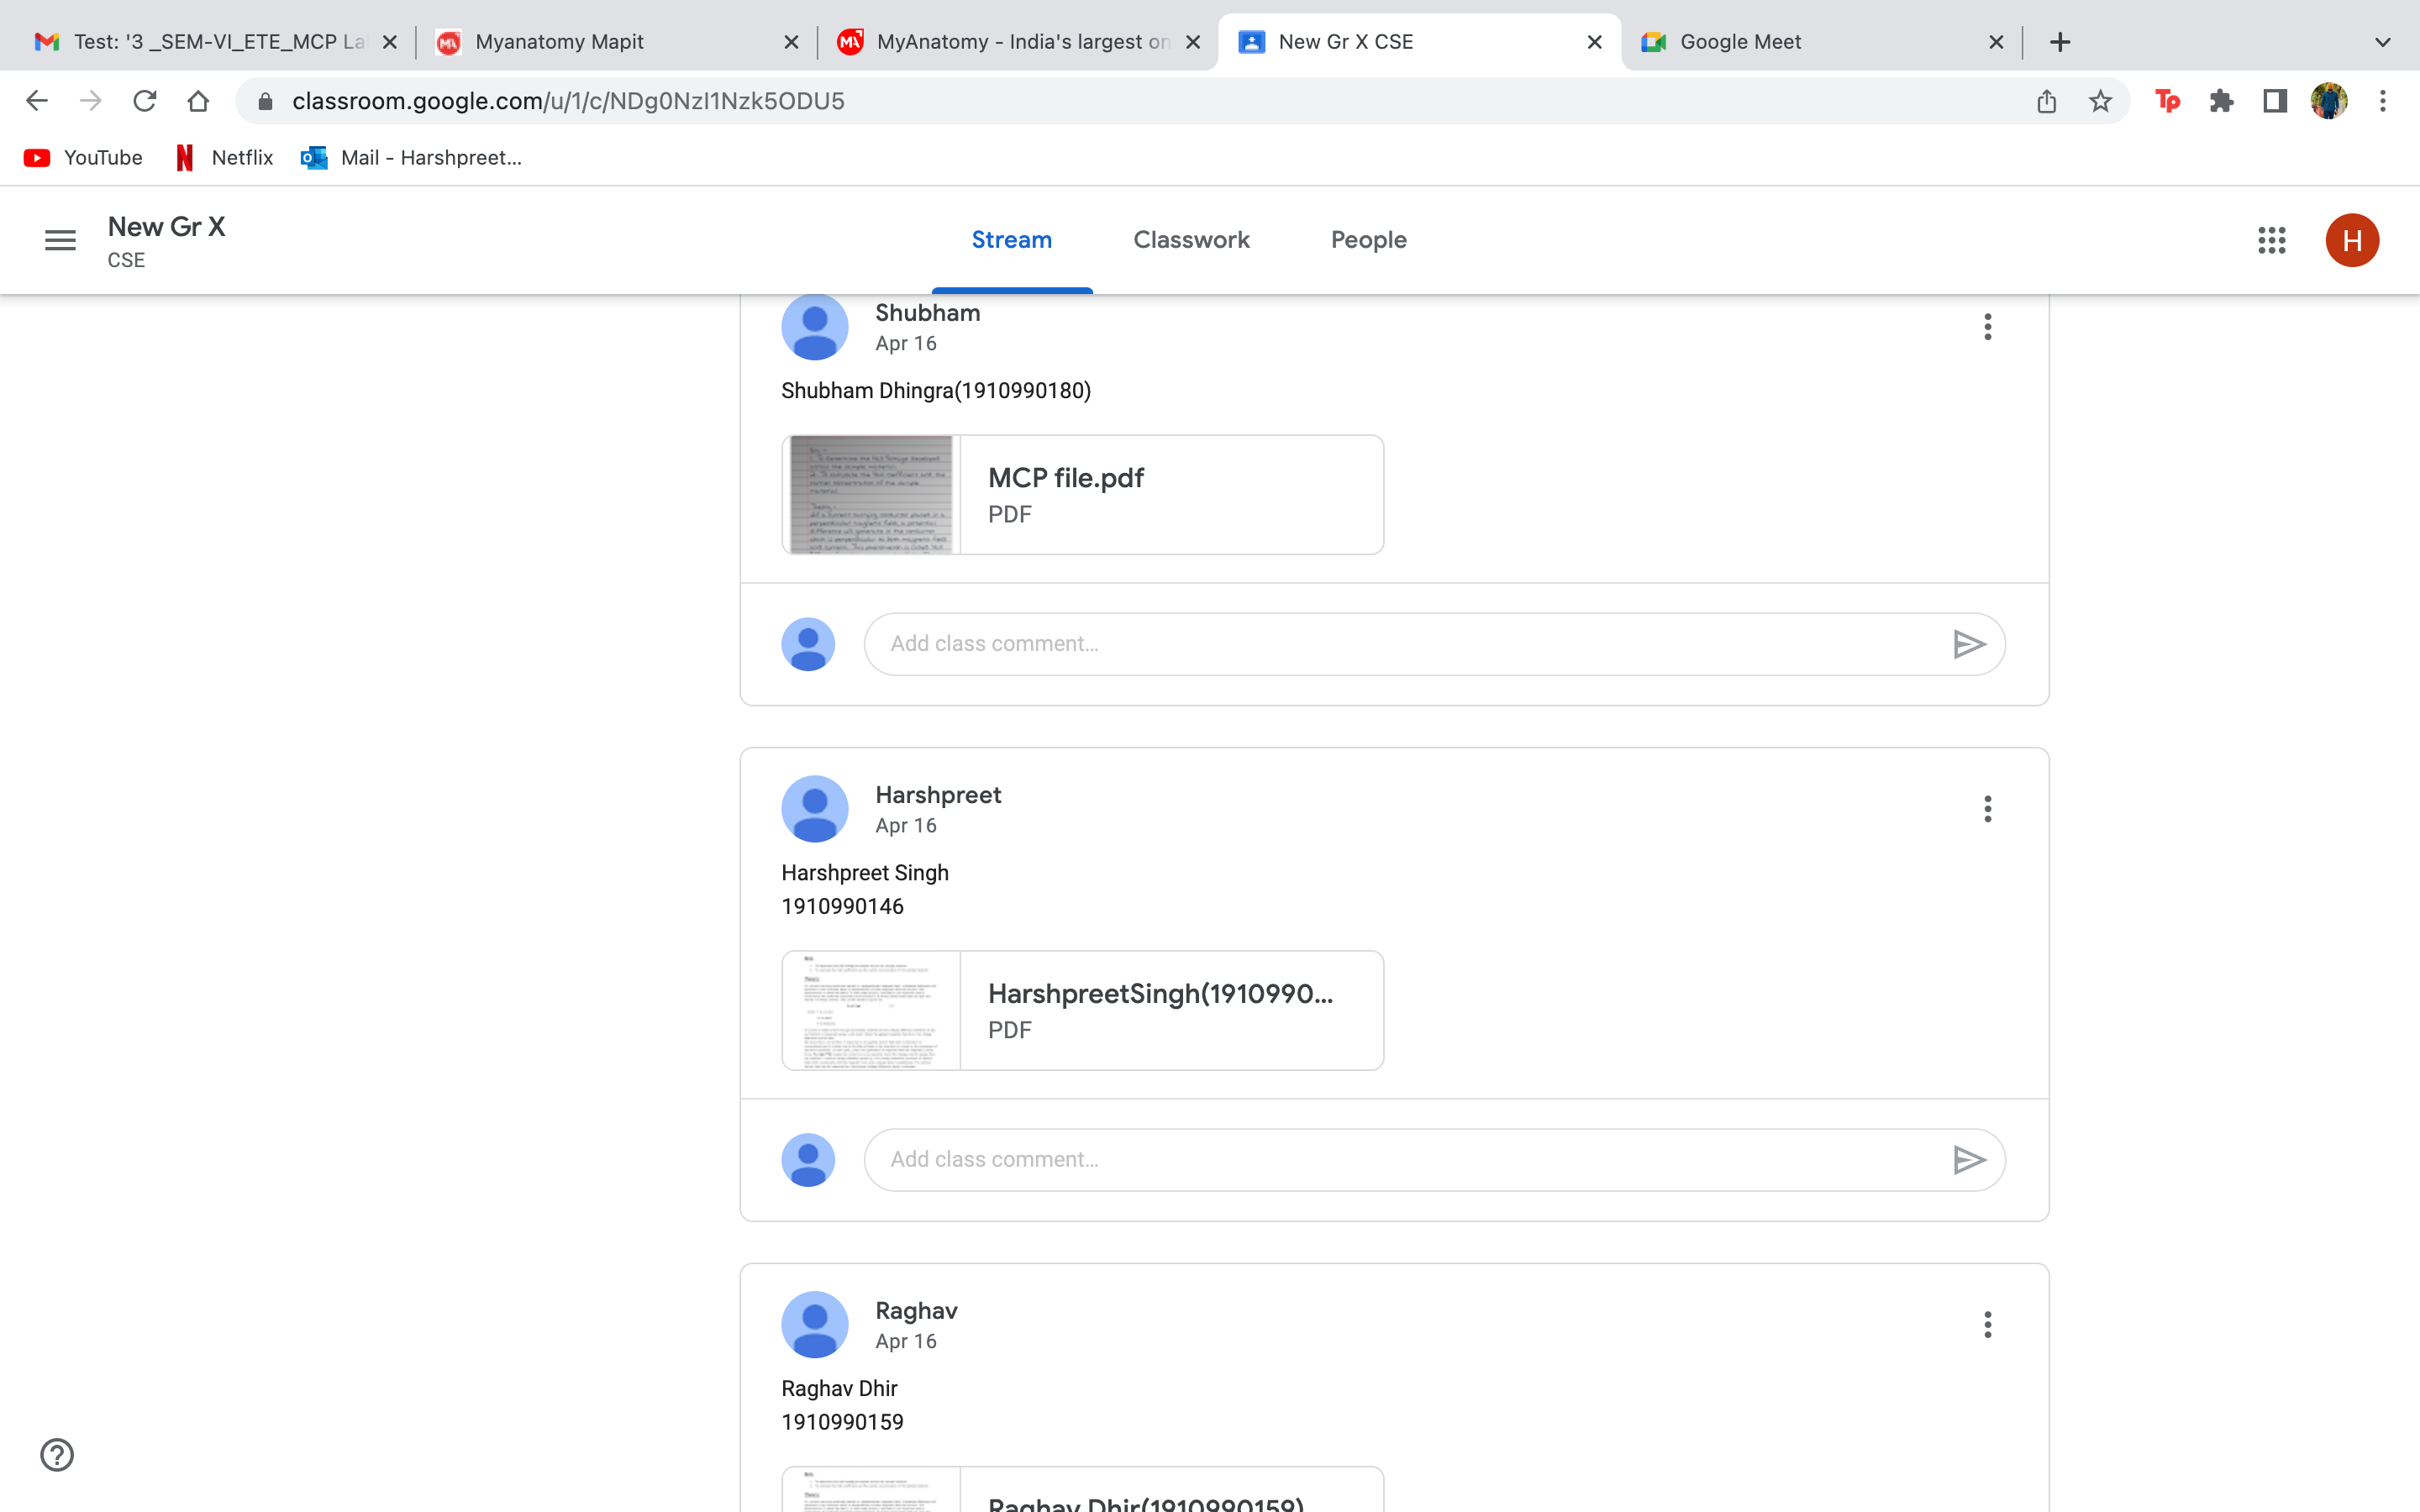 Test: '3 _SEM-VI_ETE_MCP La
Myanatomy Mapit
MyAnatomy - India's largest on
New Gr X CSE
Google Meet
classroom.google.com/u/1/c/NDg0NzI1Nzk5ODU5
Tp
YouTube
Netflix
Mail - Harshpreet...
New Gr X
CSE
Stream
Classwork
People
H
Shubham
Apr 16
Shubham Dhingra(1910990180)
MCP file.pdf
PDF
Add class comment...
Harshpreet
Apr 16
Harshpreet Singh
1910990146
HarshpreetSingh(1910990...
PDF
Add class comment...
Raghav
Apr 16
Raghav Dhir
1910990159
Raghav Dhir(1910990159)